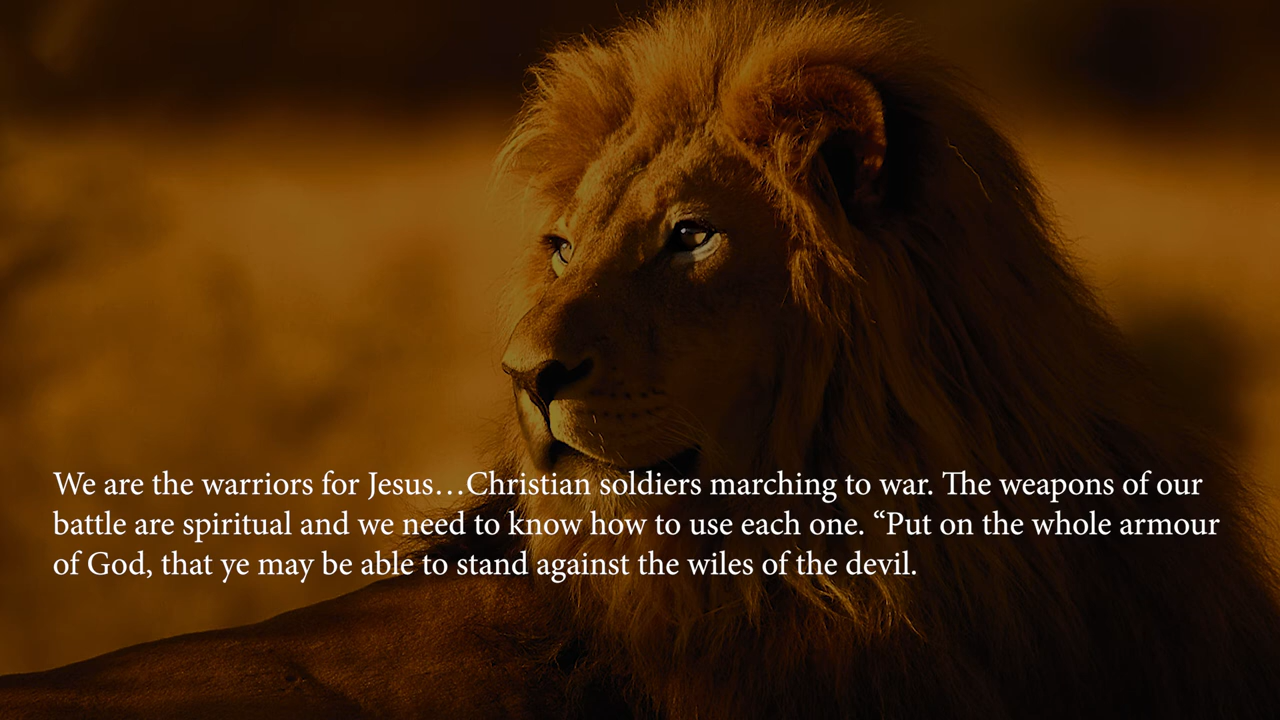 We are the warriors for Jesus…Christian soldiers marching to war. The weapons of our
battle are spiritual and we need to know how to use each one. “Put on the whole armour
of God, that ye may be able to stand against the wiles of the devil.